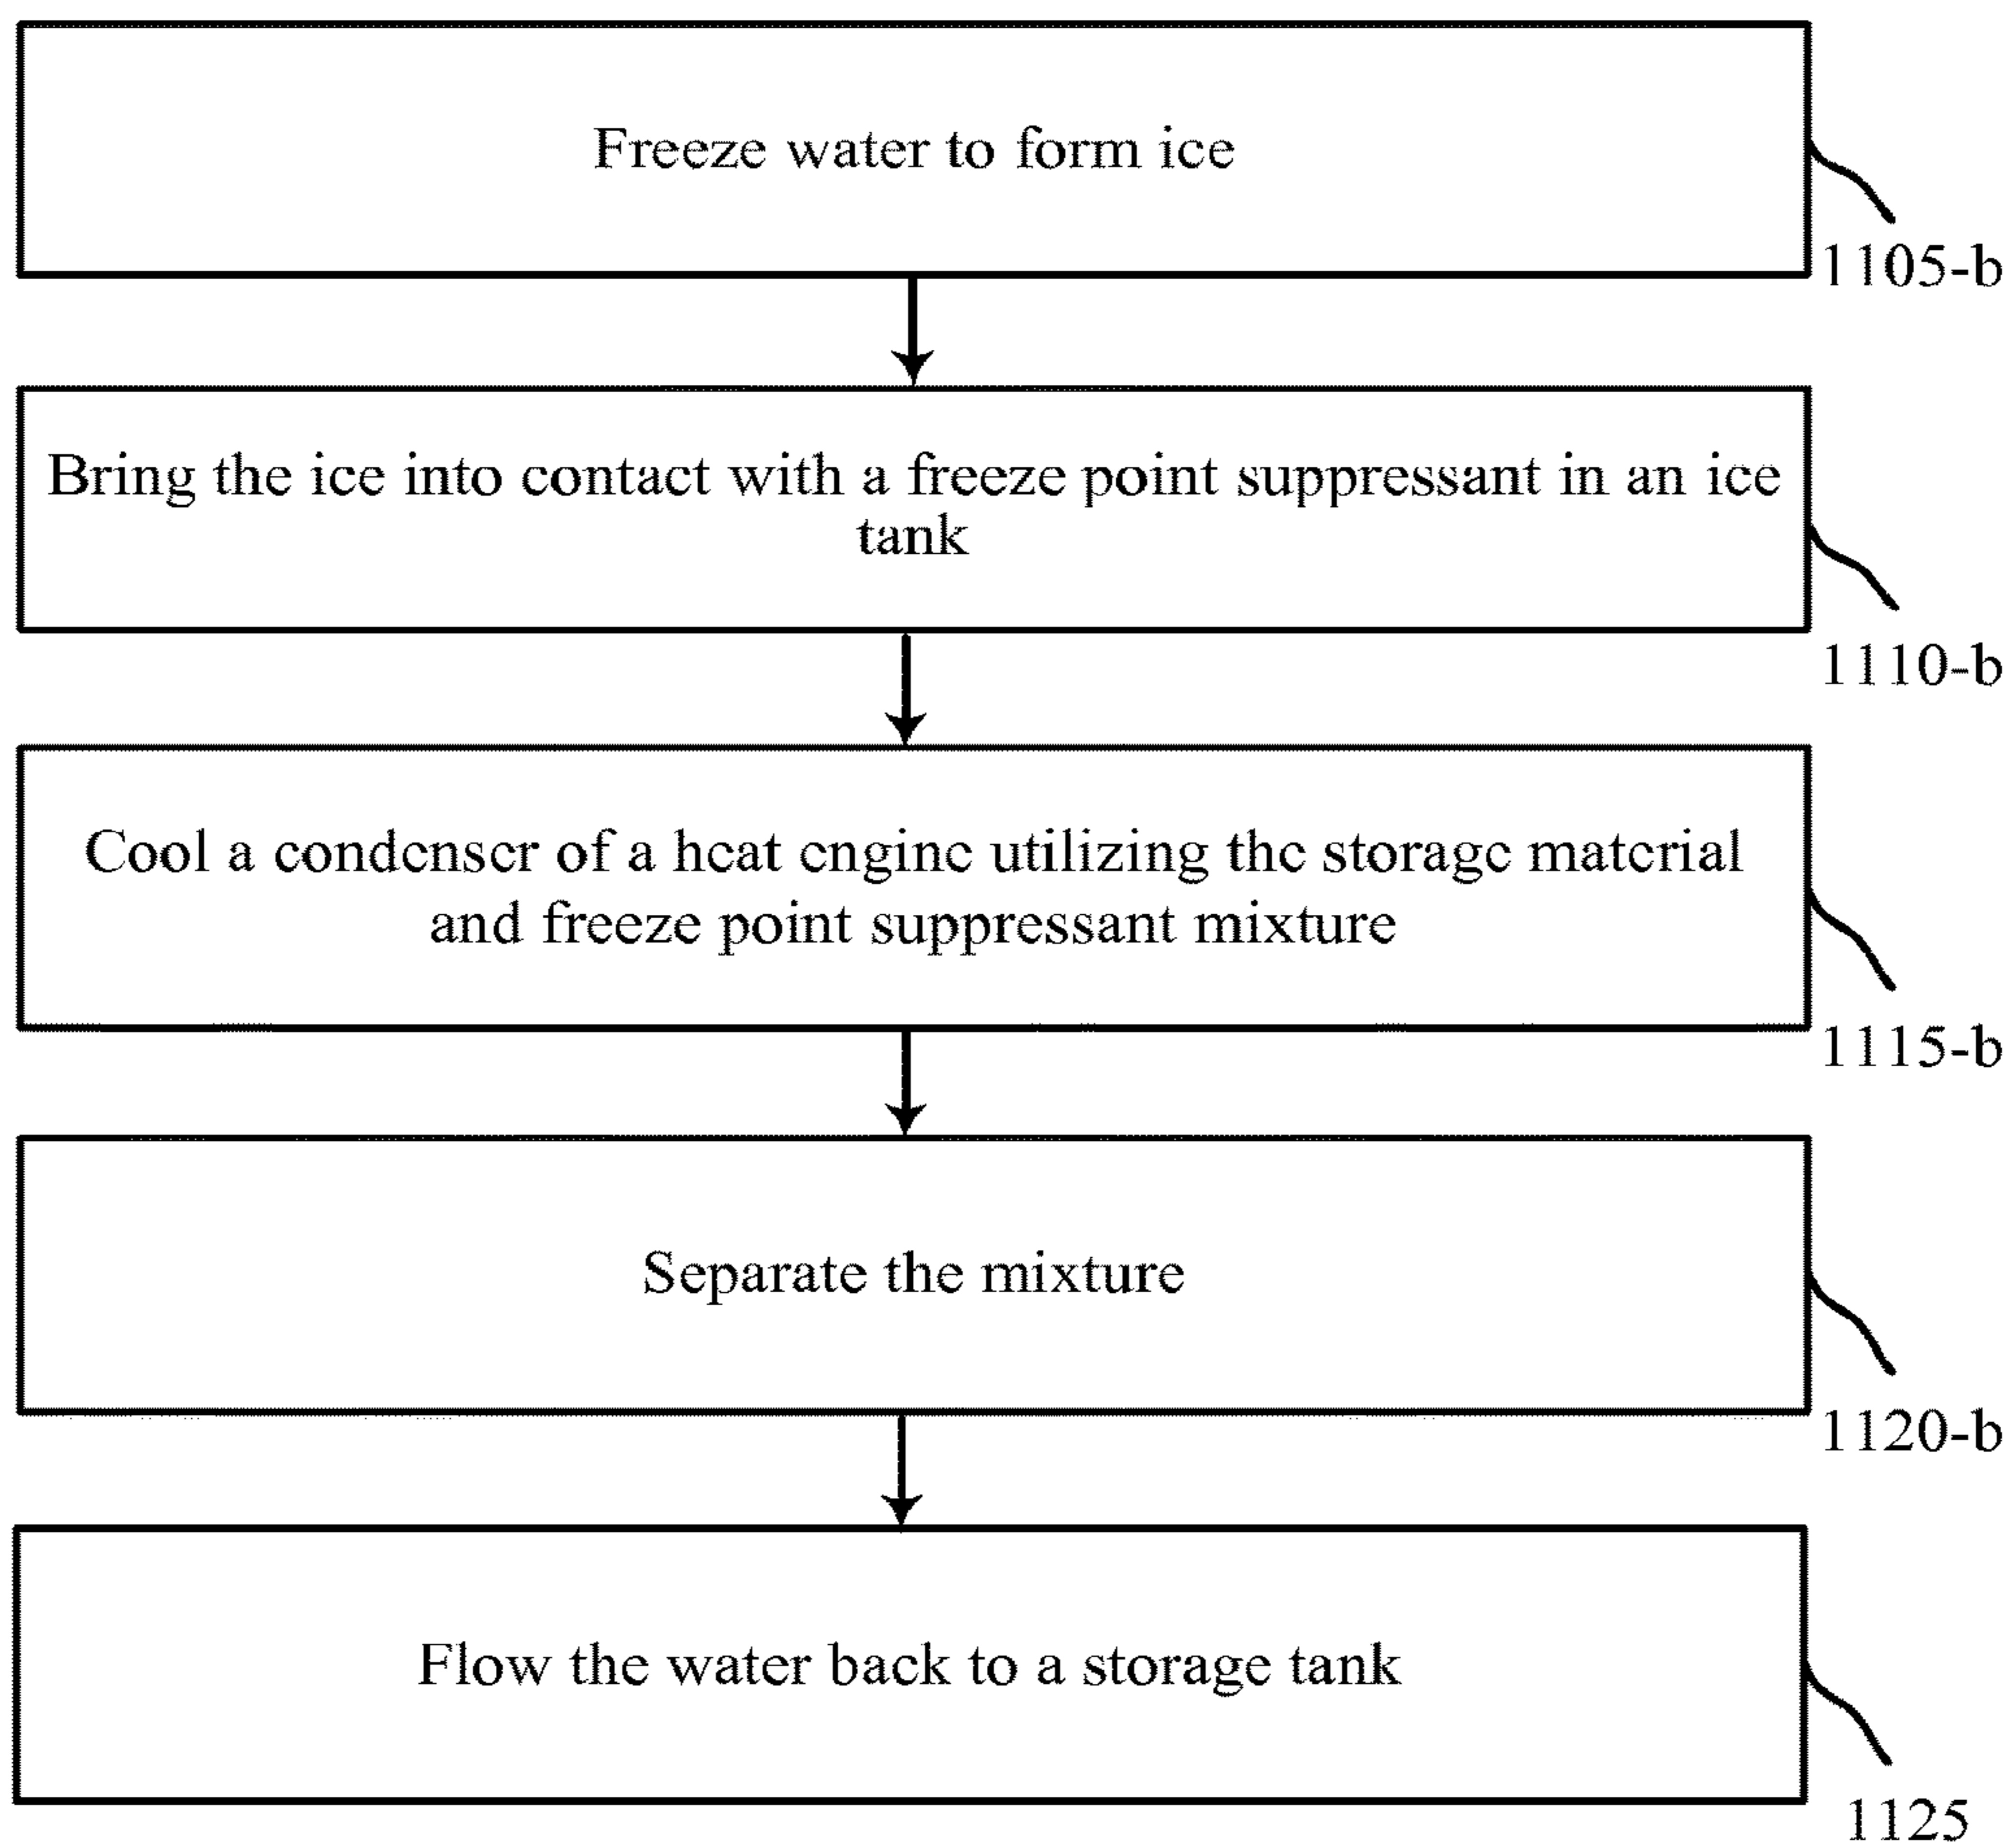 Freeze water to form ice
1105-b
Bring the ice into contact with a freeze point suppressant in an ice
tank
1110-b
Cool a condenser of a heat engine utilizing the storage material
and freeze point suppressant mixture
1115-b
Separate the mixture
1120-b
Flow the water back to a storage tank
1125